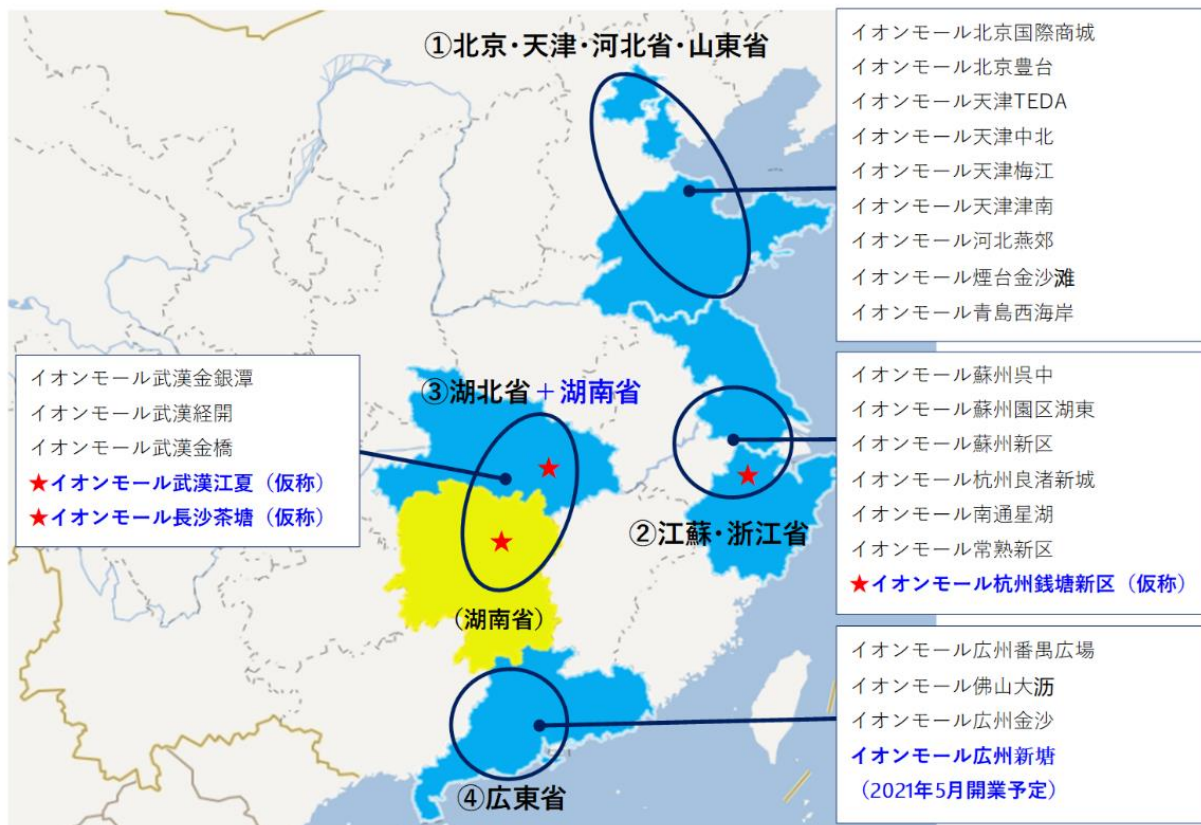 ①北京・天津・河北省・山東省
イオンモール北京国際商城
イオンモール北京豊台
イオンモール天津TEDA
イオンモール天津中北
イオンモール天津梅江
イオンモール天津津南
イオンモール河北燕郊
イオンモール煙台金沙滩
イオンモール青島西海岸
③湖北省＋湖南省
イオンモール武漢金銀潭
イオンモール武漢経開
イオンモール武漢金橋
★イオンモール武漢江夏（仮称）
★イオンモール長沙茶塘（仮称）
（湖南省）
②江蘇・浙江省
イオンモール蘇州呉中
イオンモール蘇州園区湖東
イオンモール蘇州新区
イオンモール杭州良渚新城
イオンモール南通星湖
イオンモール常熟新区
★イオンモール杭州銭塘新区（仮称）
④広東省
イオンモール広州番禺広場
イオンモール佛山大沥
イオンモール広州金沙
イオンモール広州新塘
（2021年5月開業予定）